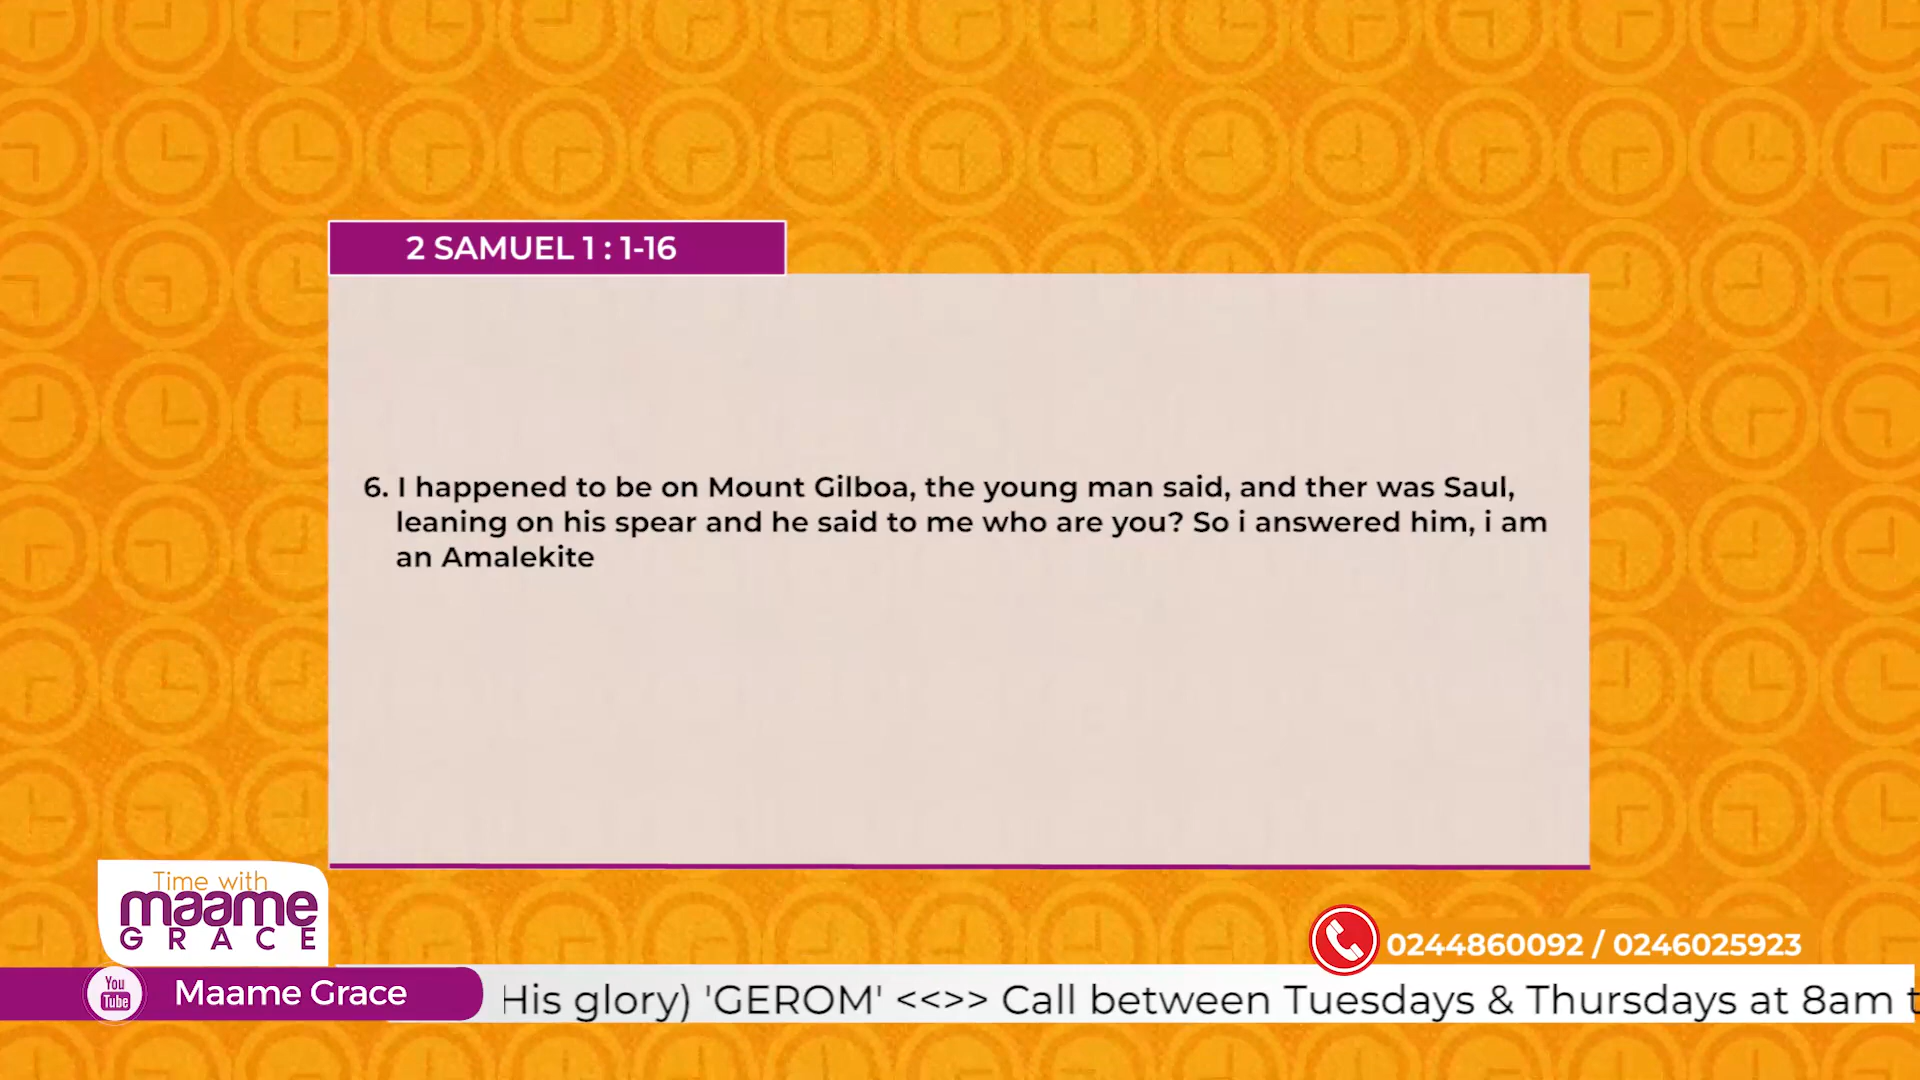 2 SAMUEL 1 : 1-16
6. I happened to be on Mount Gilboa, the young man said, and ther was Saul,
leaning on his spear and he said to me who are you? So i answered him, i am
an Amalekite
Time with
maame
GRACE
0244860092 / 0246025923
You
Tube
Maame Grace
His glory) 'GEROM' <<>> Call between Tuesdays & Thursdays at 8am